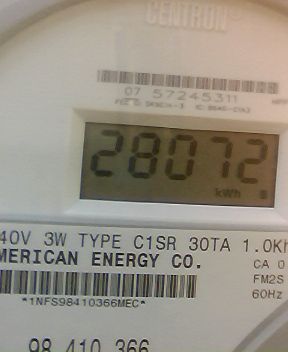 CENTRON®
07 57245311
28072
kWh
40V 3W TYPE C1SR 30TA 1.0Kh
MERICAN ENERGY CO.
CA 0
FM2S
60Hz
*1NFS98410366MEC*
98 410 366